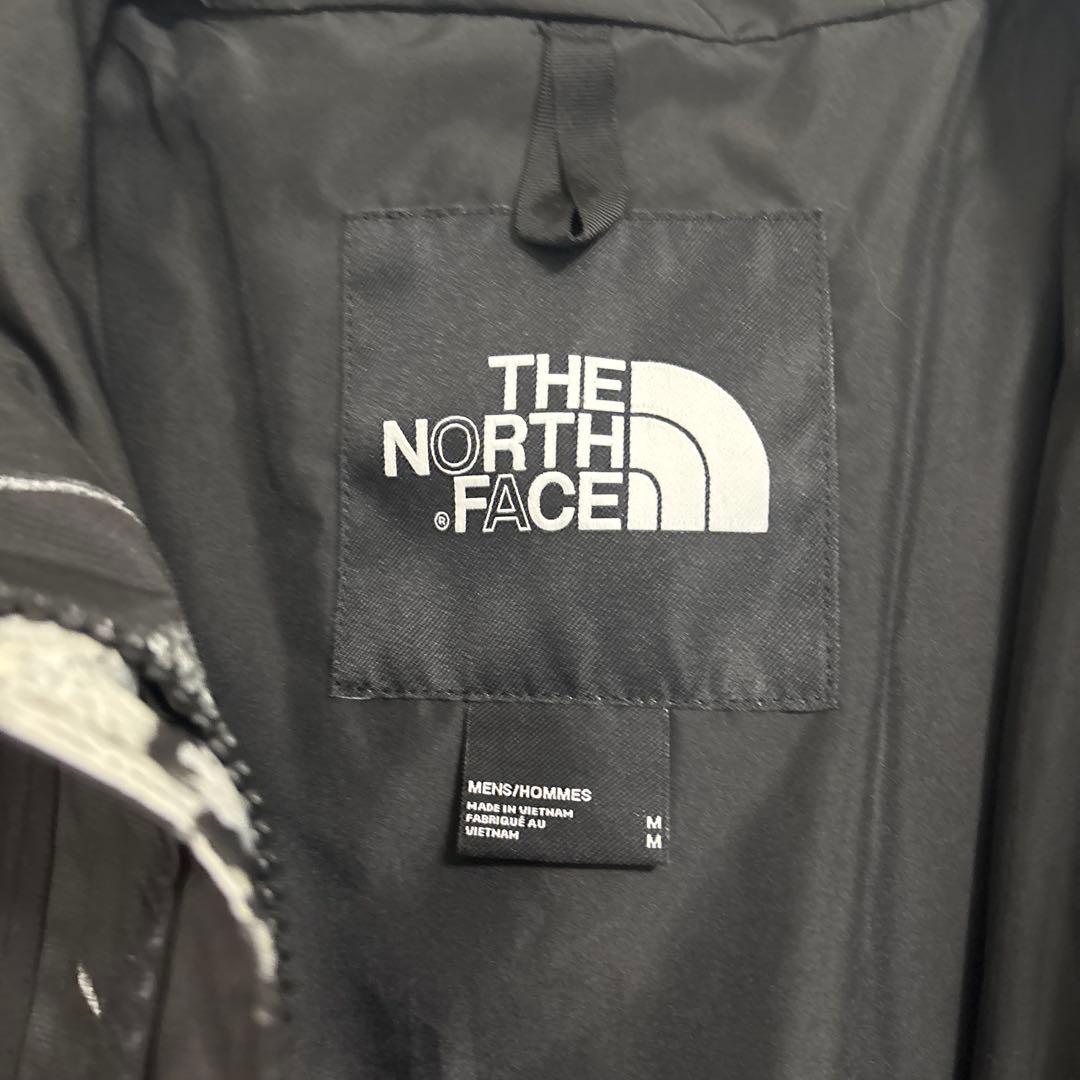 THE
NORTH
®FACE
MENS/HOMMES
MADE IN VIETNAM
FABRIQUÉ AU M
VIETNAM M